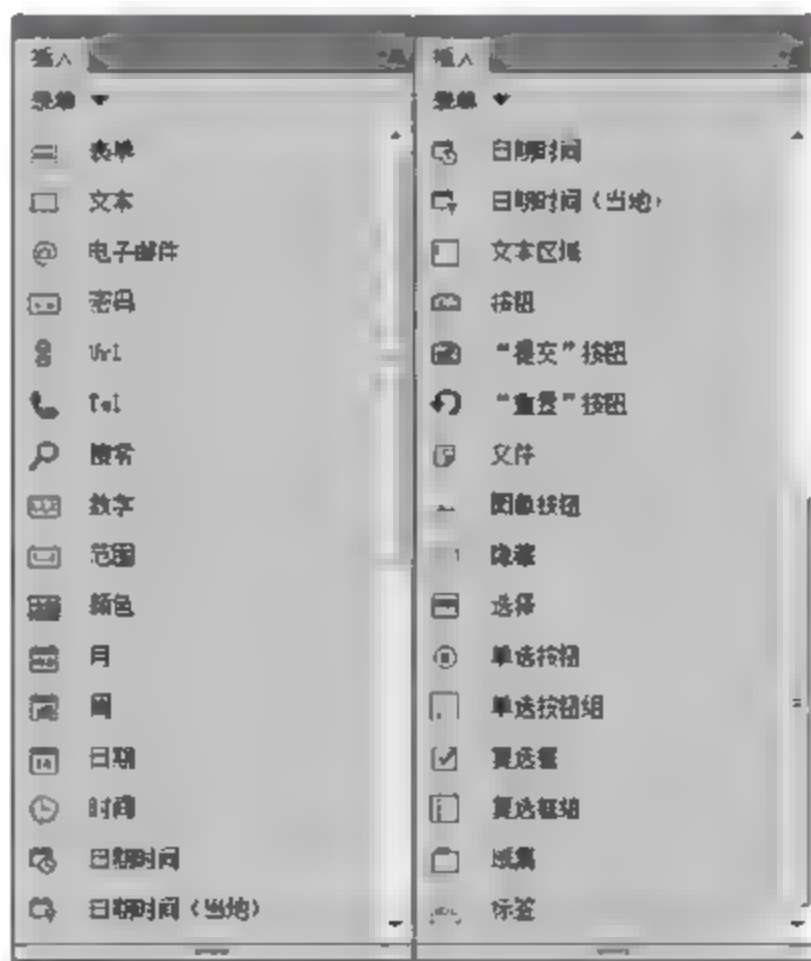 插入
表单
表单
文本
电子邮件
密码
Url
Tel
搜索
数字
范围
颜色
月
周
日期
时间
日期时间
日期时间（当地）
插入
表单
日期时间
日期时间（当地）
文本区域
按钮
“提交”按钮
“重置”按钮
文件
图像按钮
隐藏
选择
单选按钮
单选按钮组
复选框
复选框组
域集
标签